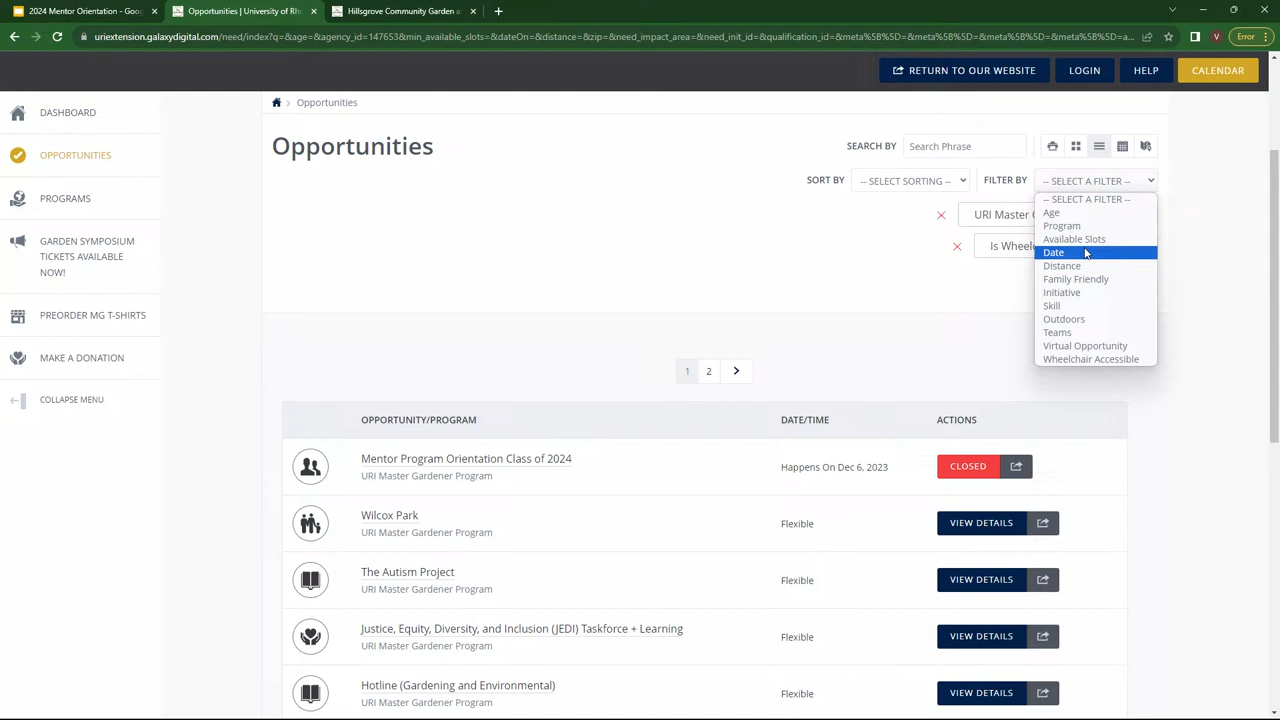 2024 Mentor Orientation - Goog
Opportunities | University of Rho
Hillsgrove Community Garden a
uriextension.galaxydigital.com/need/index?q=&age=&agency_id=147653&min_available_slots=&dateOn=&distance=&zip=&need_impact_area=&need_init_id=&qualification_id=&meta%5B%5D=&meta%5B%5D=&meta%5B%5D=&meta%5B%5D=&a...
Error
RETURN TO OUR WEBSITE
LOGIN
HELP
CALENDAR
DASHBOARD
OPPORTUNITIES
PROGRAMS
GARDEN SYMPOSIUM
TICKETS AVAILABLE
NOW!
PREORDER MG T-SHIRTS
MAKE A DONATION
COLLAPSE MENU
Opportunities
Opportunities
SEARCH BY Search Phrase
SORT BY -- SELECT SORTING -- FILTER BY -- SELECT A FILTER --
URI Master
Is Wheel
-- SELECT A FILTER --
Age
Program
Available Slots
Date
Distance
Family Friendly
Initiative
Skill
Outdoors
Teams
Virtual Opportunity
Wheelchair Accessible
1 2
OPPORTUNITY/PROGRAM DATE/TIME ACTIONS
Mentor Program Orientation Class of 2024
URI Master Gardener Program
Happens On Dec 6, 2023
CLOSED
Wilcox Park
URI Master Gardener Program
Flexible
VIEW DETAILS
The Autism Project
URI Master Gardener Program
Flexible
VIEW DETAILS
Justice, Equity, Diversity, and Inclusion (JEDI) Taskforce + Learning
URI Master Gardener Program
Flexible
VIEW DETAILS
Hotline (Gardening and Environmental)
URI Master Gardener Program
Flexible
VIEW DETAILS